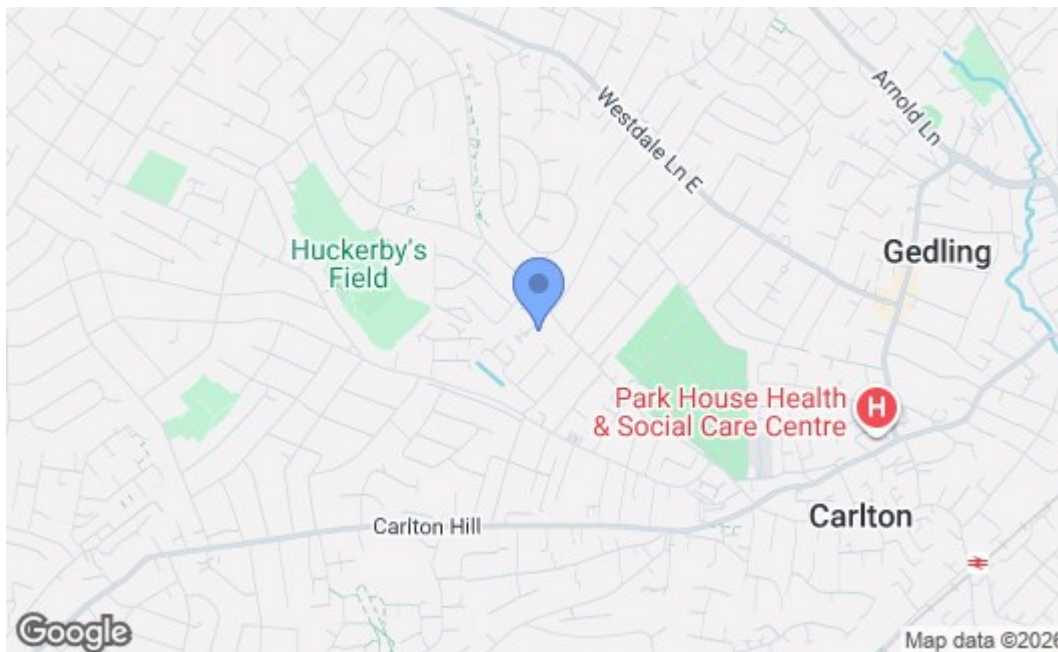 Westdale Ln E
Arnold Ln
Huckerby's
Field
Gedling
Park House Health
& Social Care Centre
H
Carlton
Carlton Hill
Google
Map data ©2026